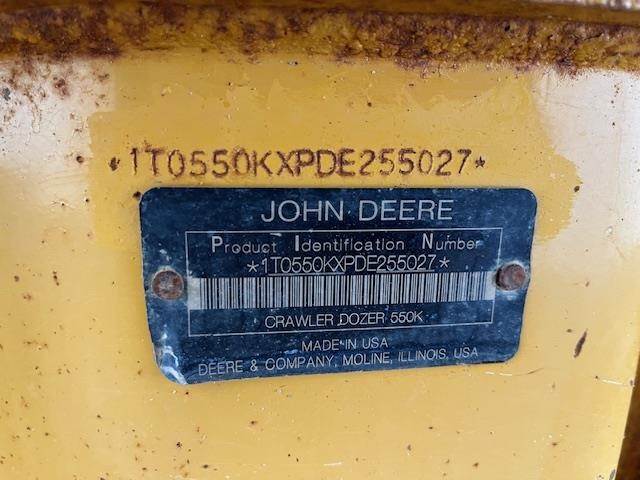 *1T0550KXPDE255027*
JOHN DEERE
Product Identification Number
*1T0550KXPDE255027*
CRAWLER DOZER 550K
MADE IN USA
DEERE & COMPANY, MOLINE, ILLINOIS, USA